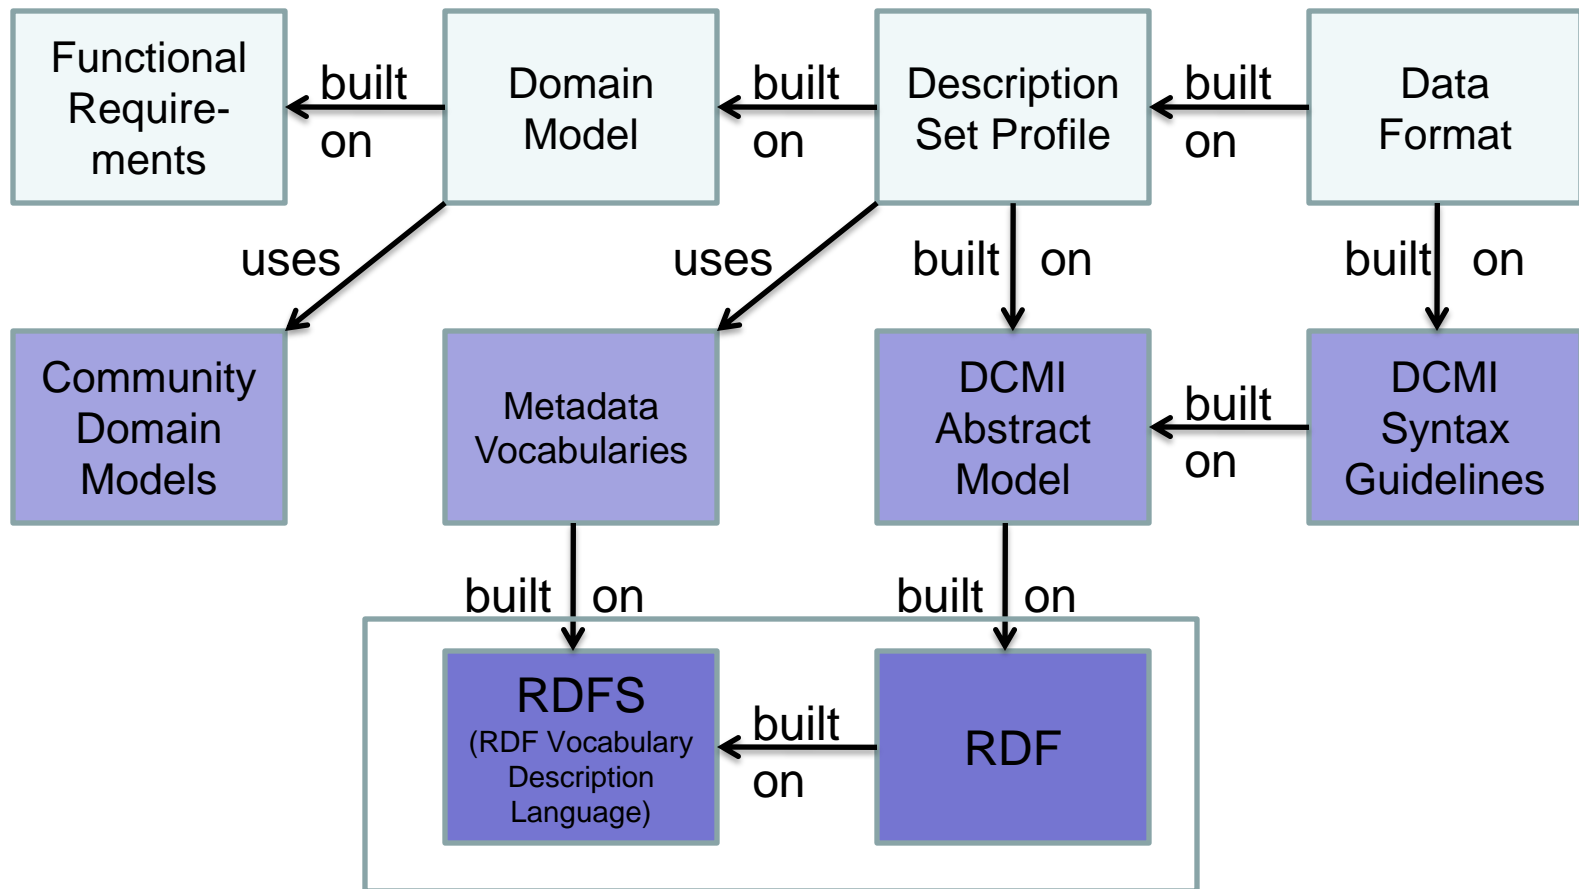 Functional
Require-
ments
built
on
Domain
Model
built
on
Description
Set Profile
built
on
Data
Format
uses
uses
built on
built on
Community
Domain
Models
Metadata
Vocabularies
DCMI
Abstract
Model
built
on
DCMI
Syntax
Guidelines
built on
built on
RDFS
(RDF Vocabulary
Description
Language)
built
on
RDF